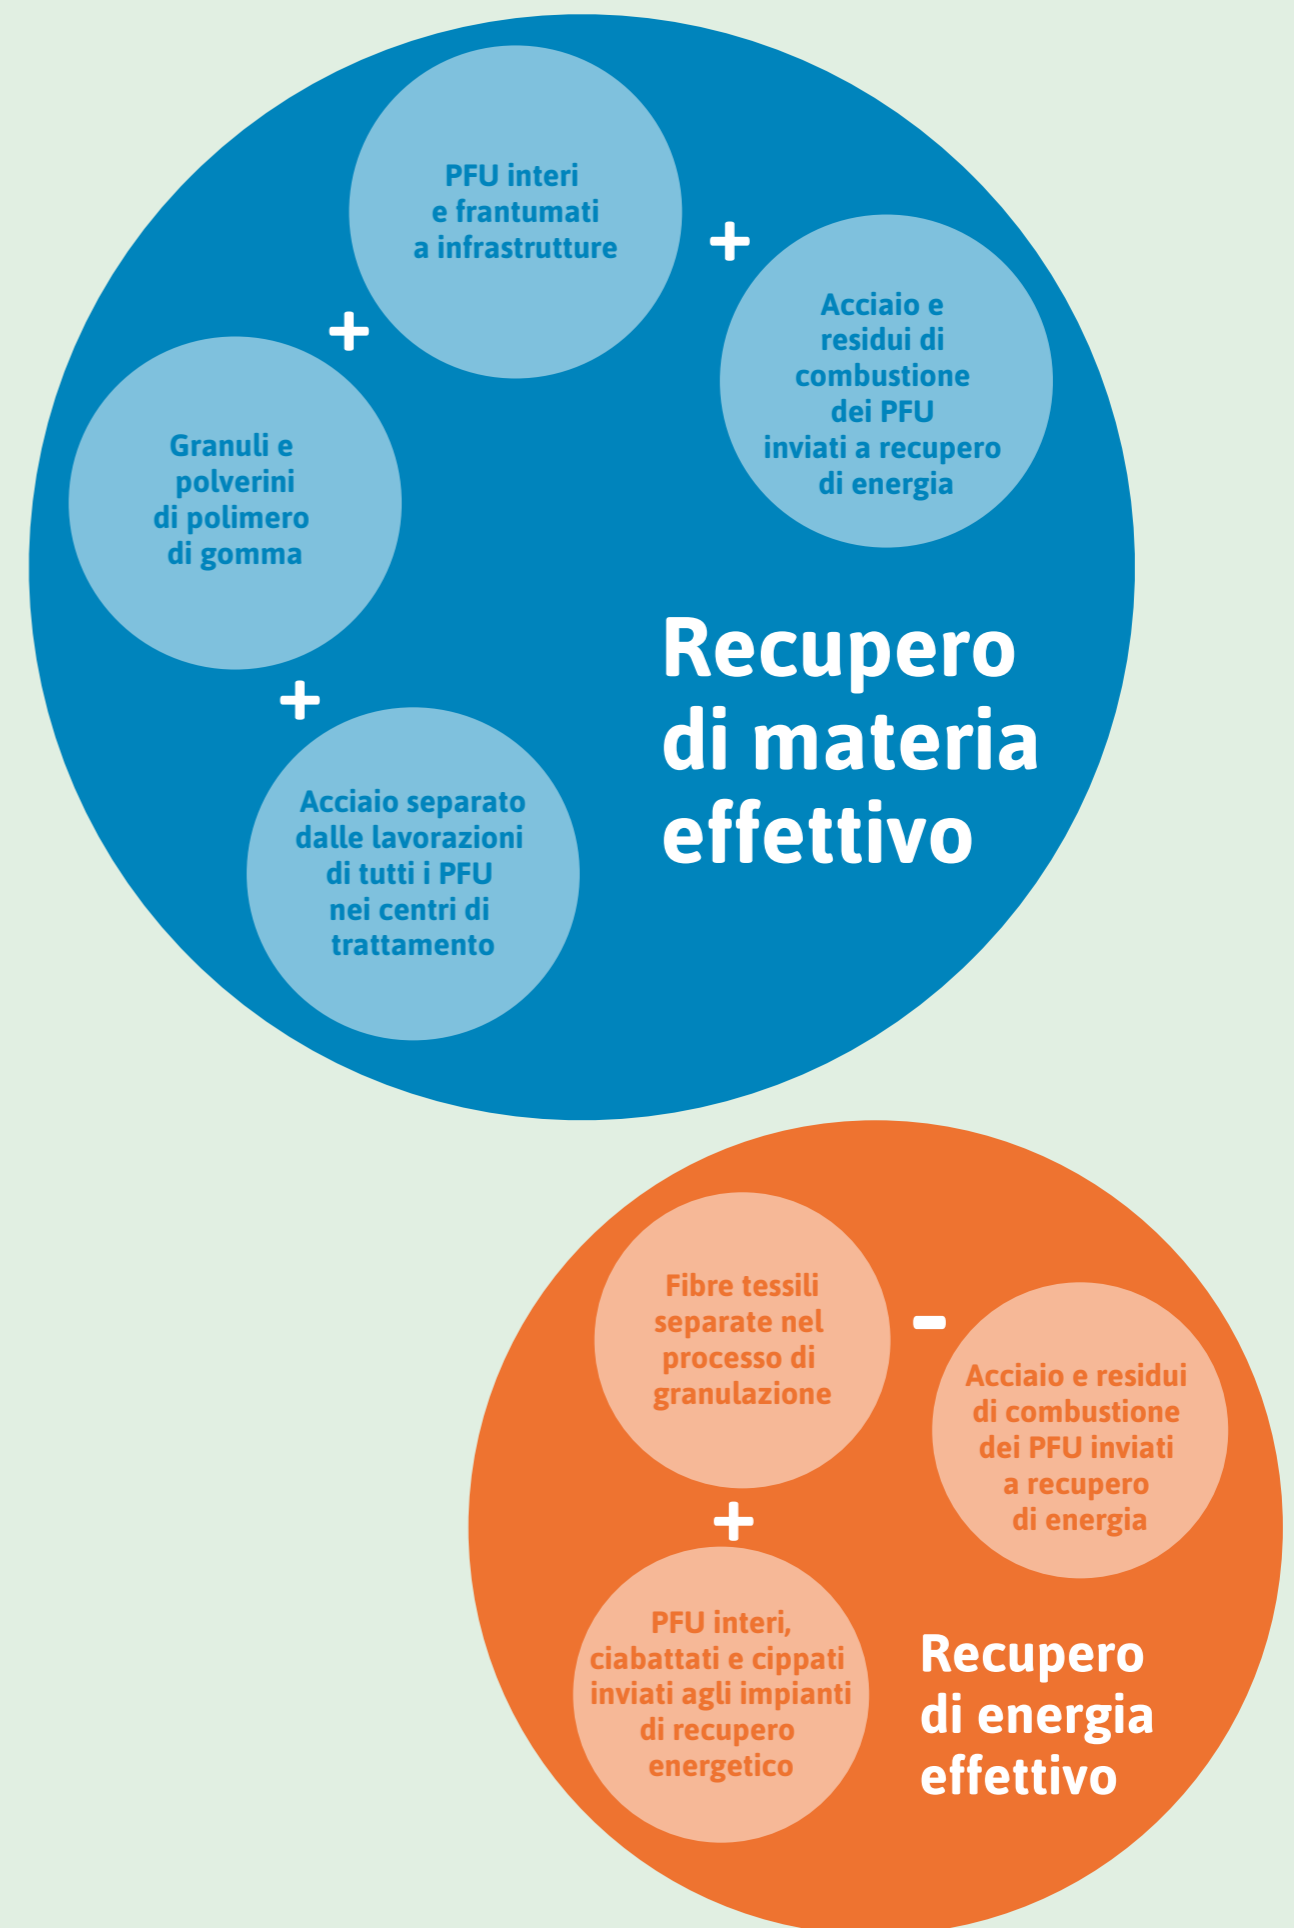 PFU interi
e frantumati
a infrastrutture
+
Acciaio e
residui di
combustione
dei PFU
inviati a recupero
di energia
+
Granuli e
polverini
di polimero
di gomma
+
Acciaio separato
dalle lavorazioni
di tutti i PFU
nei centri di
trattamento
Recupero
di materia
effettivo
Fibre tessili
separate nel
processo di
granulazione
-
Acciaio e residui
di combustione
dei PFU inviati
a recupero
di energia
+
PFU interi,
ciabattati e cippati
inviati agli impianti
di recupero
energetico
Recupero
di energia
effettivo